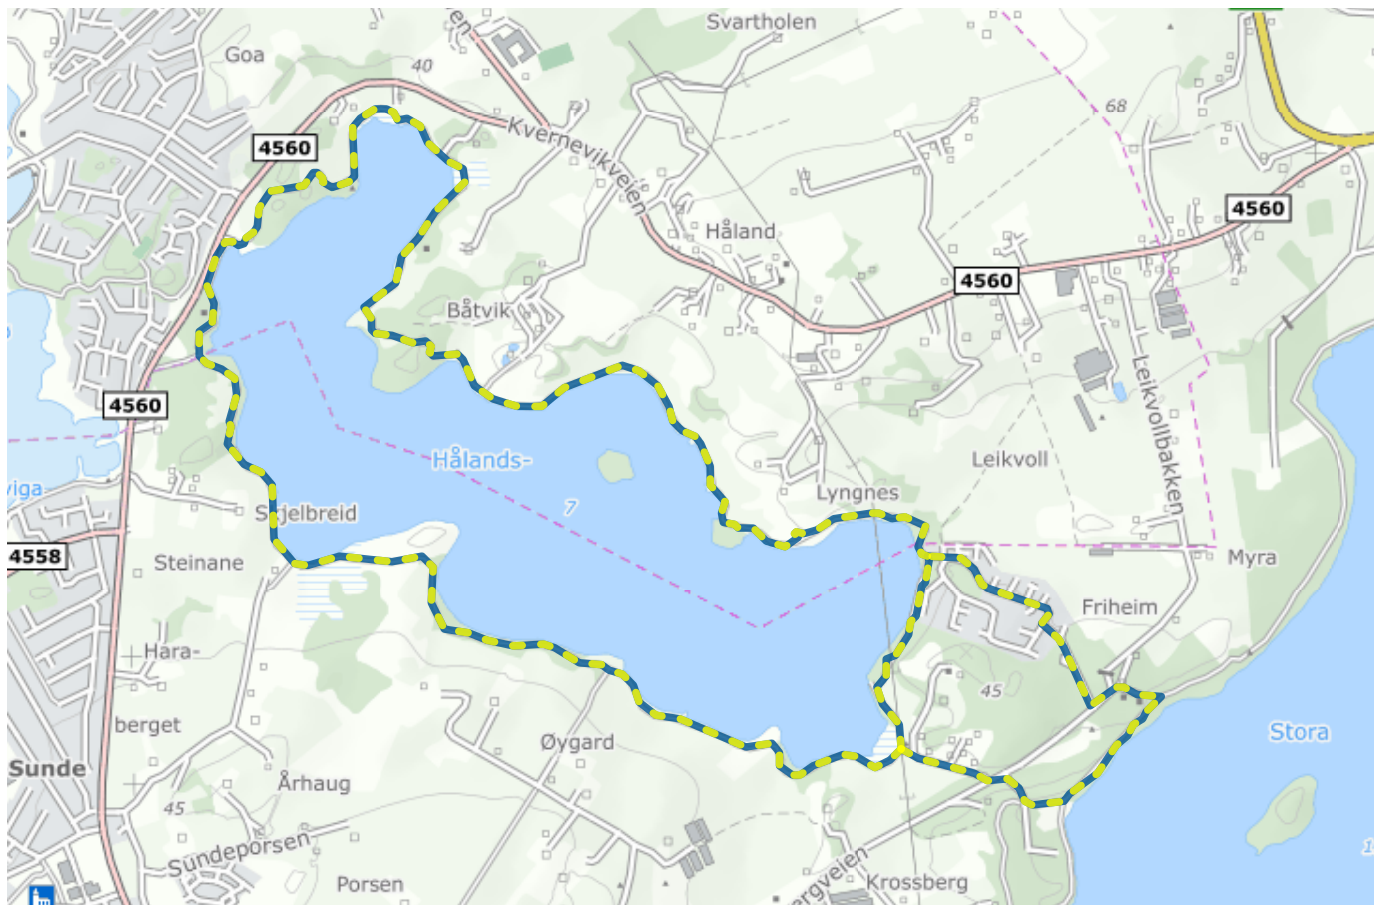 Svartholen
Goa
40
68
4560
Kvernevikveien
4560
Håland
4560
Båtvik
Leikvollbakken
4560
Hålands-
Leikvoll
viga
Lyngnes
7
Skjelbreid
4558
Steinane
Myra
Friheim
Hara-
45
berget
Stora
Øygard
Sunde
Århaug
45
Sundeporsen
Porsen
Krossberg